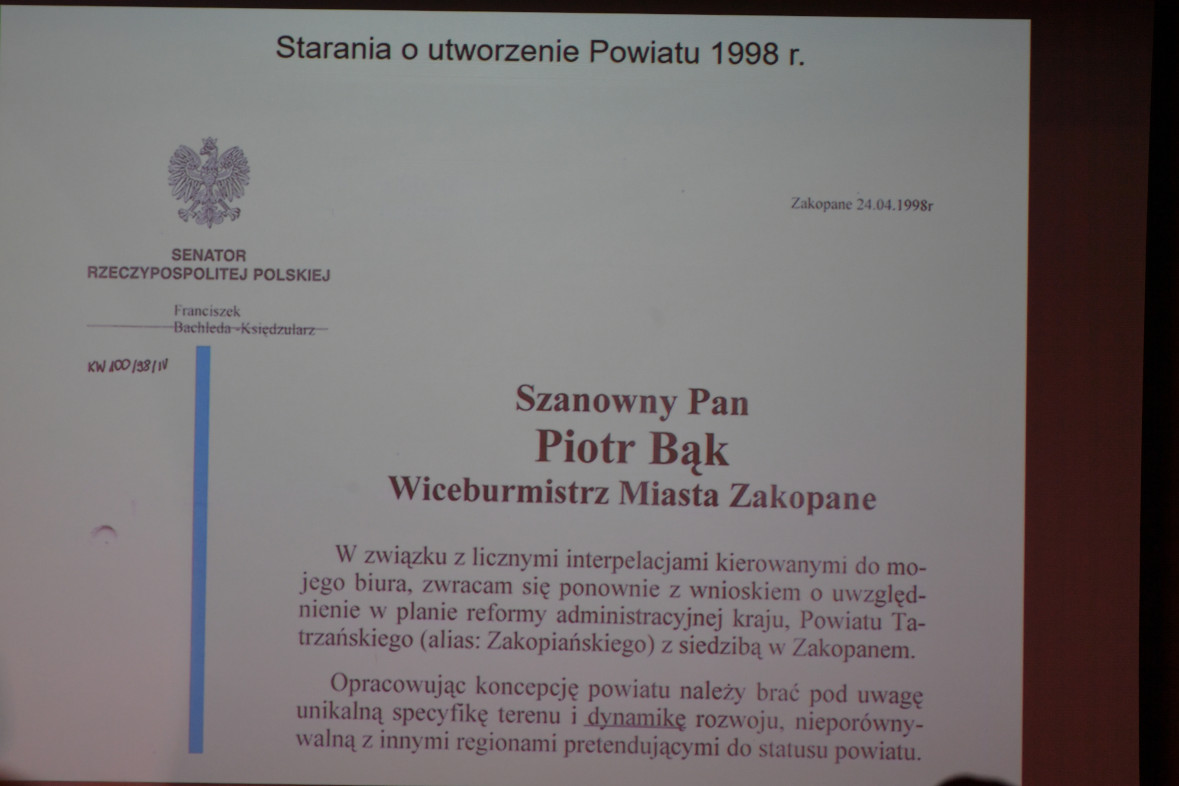 Starania o utworzenie Powiatu 1998 r.
Zakopane 24.04.1998r
SENATOR
RZECZYPOSPOLITEJ POLSKIEJ
Franciszek
Bachleda-Księdzularz
KW 100/98/IV
Szanowny Pan
Piotr Bąk
Wiceburmistrz Miasta Zakopane
W związku z licznymi interpelacjami kierowanymi do mo-
jego biura, zwracam się ponownie z wnioskiem o uwzględ-
nienie w planie reformy administracyjnej kraju, Powiatu Ta-
trzańskiego (alias: Zakopiańskiego) z siedzibą w Zakopanem.
Opracowując koncepcję powiatu należy brać pod uwagę
unikalną specyfikę terenu i dynamikę rozwoju, nieporówny-
walną z innymi regionami pretendującymi do statusu powiatu.